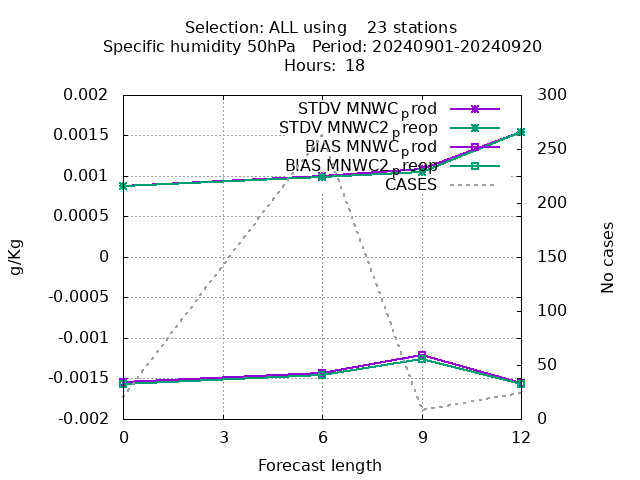 Selection: ALL using    23 stations
Specific humidity 50hPa   Period: 20240901-20240920
Hours: 18
0.002
0.0015
0.001
0.0005
0
-0.0005
-0.001
-0.0015
-0.002
g/Kg
STDV MNWC_prod
STDV MNWC2_preop
BIAS MNWC_prod
BIAS MNWC2_preop
CASES
300
250
200
150
100
50
0
No cases
0 3 6 9 12
Forecast length